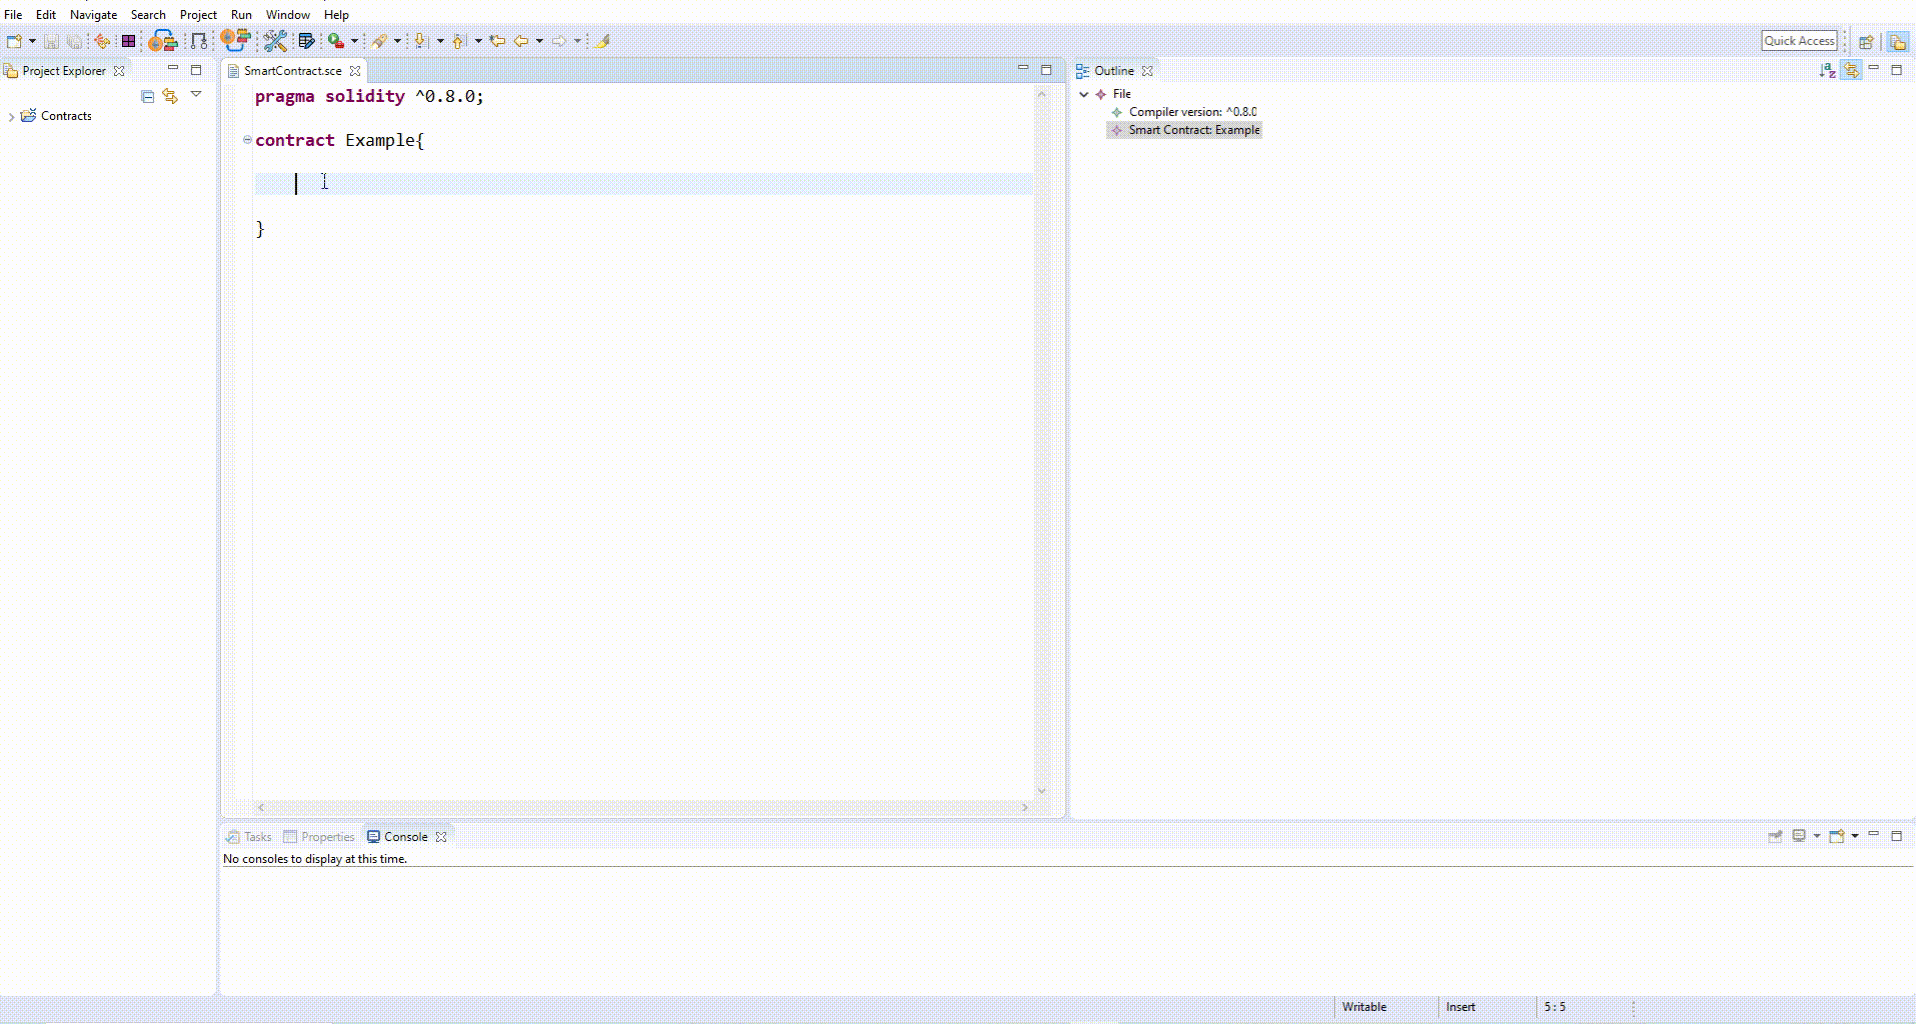 File Edit Navigate Search Project Run Window Help
Quick Access
Project Explorer
Contracts
SmartContract.sce
pragma solidity ^0.8.0;
contract Example{
}
Outline
File
Compiler version: ^0.8.0
Smart Contract: Example
Tasks Properties Console
No consoles to display at this time.
Writable Insert 5 : 5